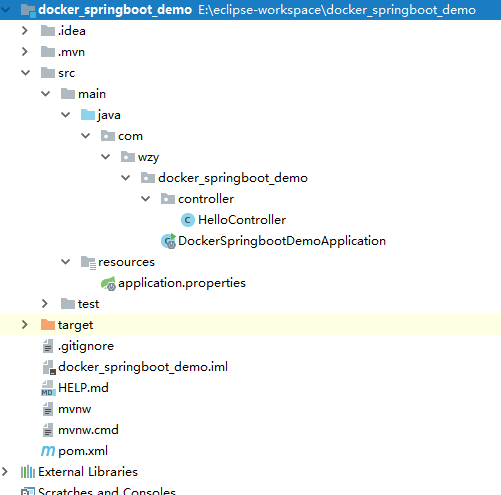 docker_springboot_demo E:\eclipse-workspace\docker_springboot_demo
.idea
.mvn
src
main
java
com
wzy
docker_springboot_demo
controller
C HelloController
DockerSpringbootDemoApplication
resources
application.properties
test
target
.gitignore
docker_springboot_demo.iml
MD HELP.md
mvnw
mvnw.cmd
m pom.xml
External Libraries
Scratches and Consoles